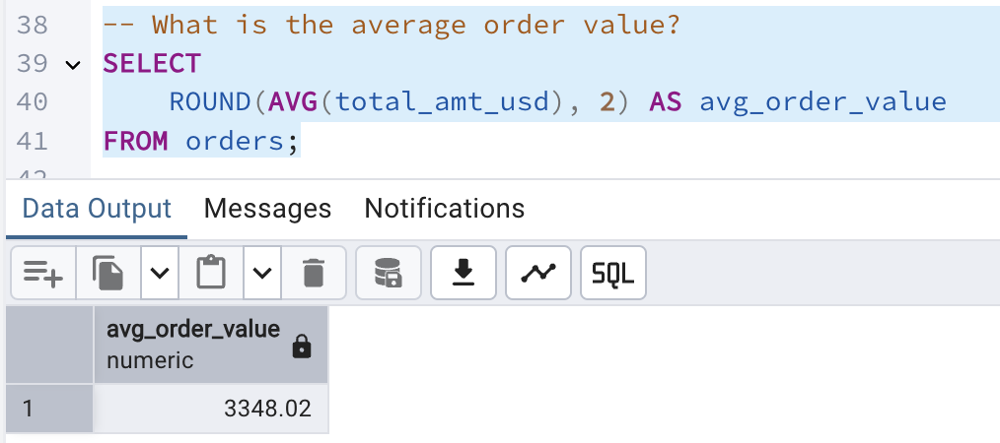 38 -- What is the average order value?
39 SELECT
40 ROUND(AVG(total_amt_usd), 2) AS avg_order_value
41 FROM orders;
42
Data Output Messages Notifications
SQL
avg_order_value
numeric
1 3348.02